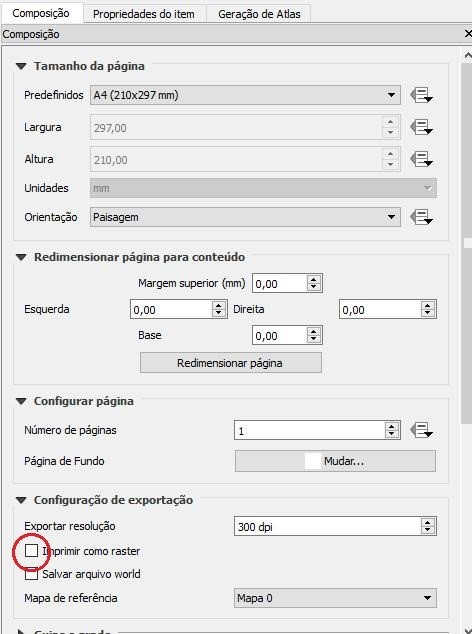 Composição Propriedades do item Geração de Atlas
Composição
Tamanho da página
Predefinidos A4 (210x297 mm)
Largura 297,00
Altura 210,00
Unidades mm
Orientação Paisagem
Redimensionar página para conteúdo
Margem superior (mm) 0,00
Esquerda 0,00 Direita 0,00
Base 0,00
Redimensionar página
Configurar página
Número de páginas 1
Página de Fundo Mudar...
Configuração de exportação
Exportar resolução 300 dpi
Imprimir como raster
Salvar arquivo world
Mapa de referência Mapa 0